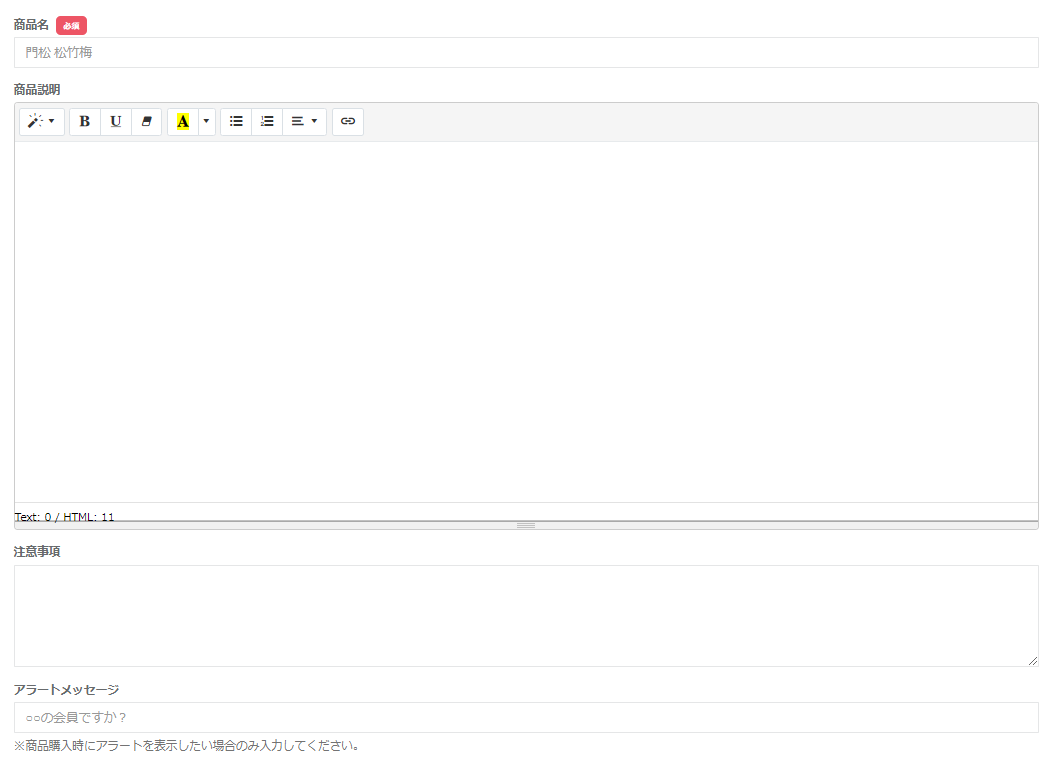 商品名 必須
門松 松竹梅
商品説明
B U A
Text: 0 / HTML: 11
注意事項
アラートメッセージ
○○の会員ですか？
※商品購入時にアラートを表示したい場合のみ入力してください。